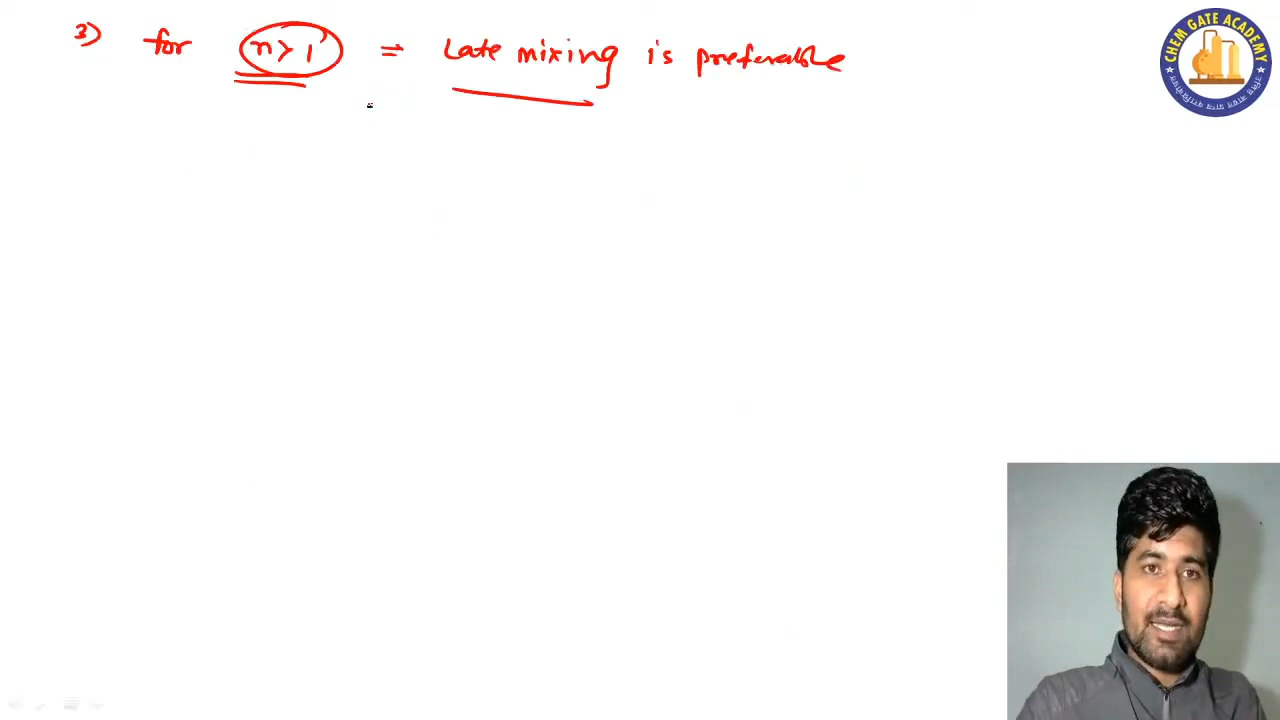 3) for n>1 = Late mixing is preferable
CHEM GATE ACADEMY